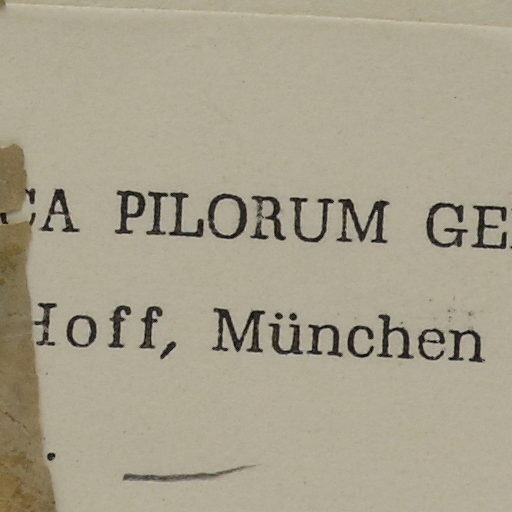 CA PILORUM GE
Hoff, München
.